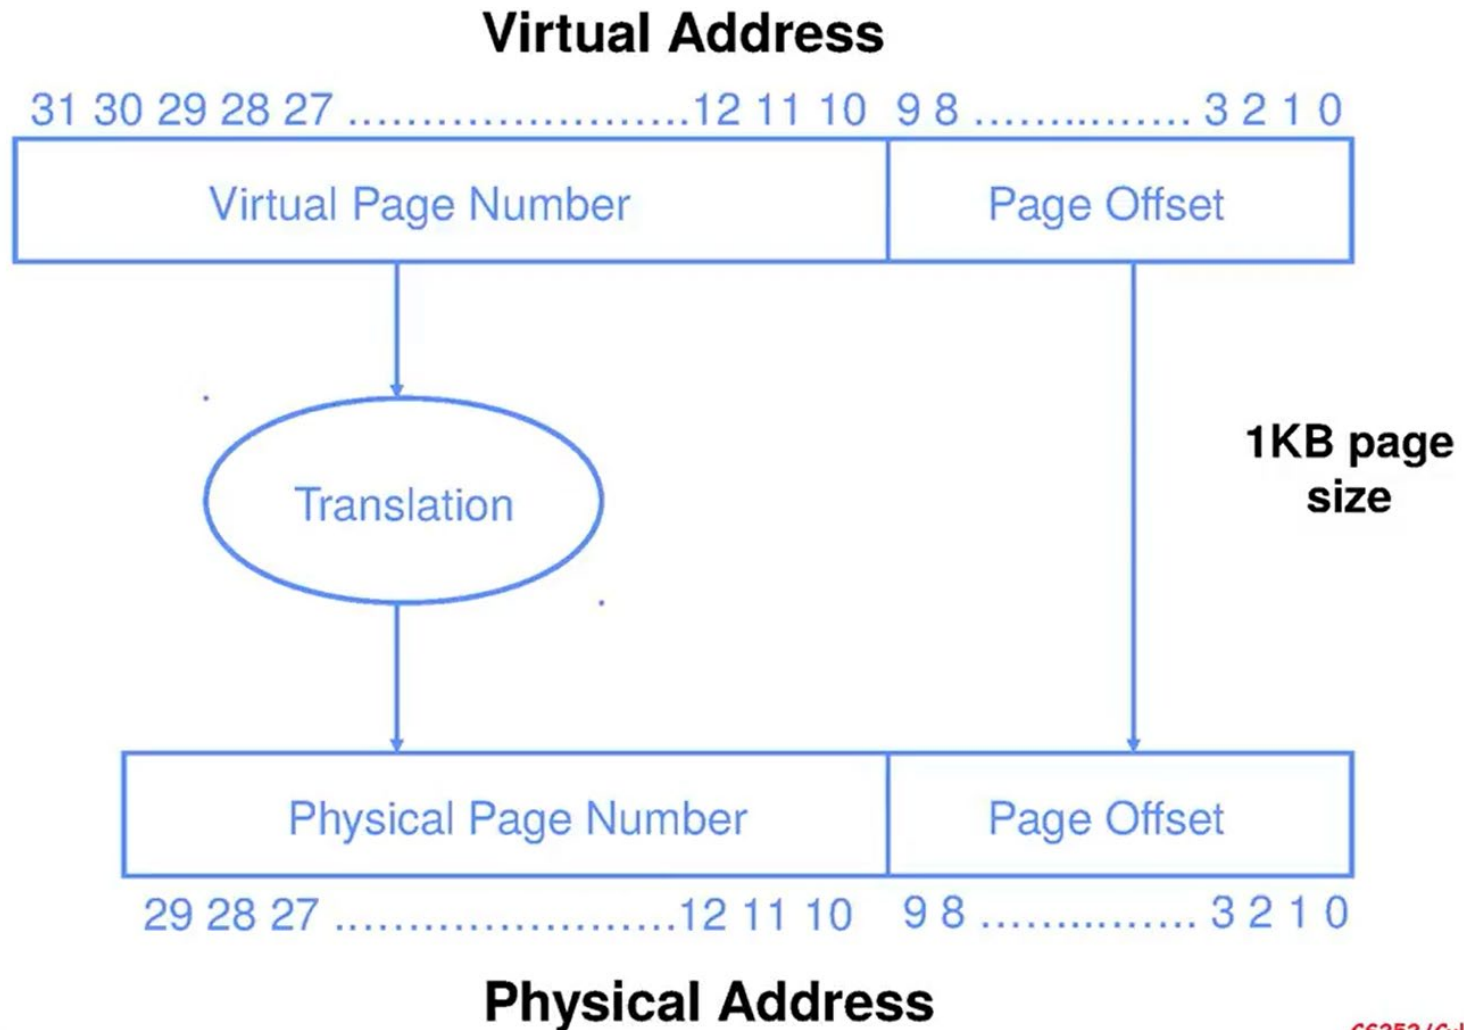 Virtual Address
31 30 29 28 27 ........................12 11 10 9 8 ............... 3 2 1 0
Virtual Page Number Page Offset
1KB page
size
Translation
Physical Page Number Page Offset
29 28 27 ........................12 11 10 9 8 ............... 3 2 1 0
Physical Address